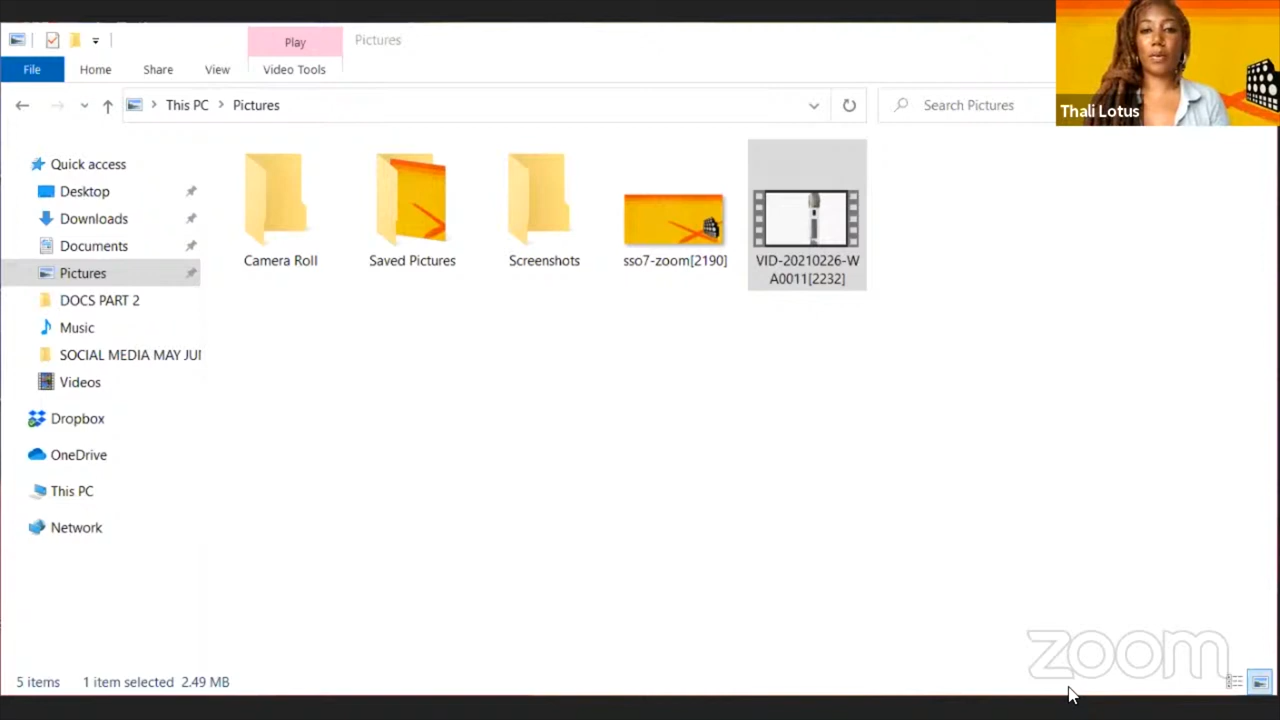 Play
Pictures
File
Home
Share
View
Video Tools
This PC
Pictures
Search Pictures
Thali Lotus
Quick access
Desktop
Downloads
Documents
Pictures
DOCS PART 2
Music
SOCIAL MEDIA MAY JUN
Videos
Dropbox
OneDrive
This PC
Network
Camera Roll
Saved Pictures
Screenshots
sso7-zoom[2190]
VID-20210226-W
A0011[2232]
5 items
1 item selected
2.49 MB
zoom